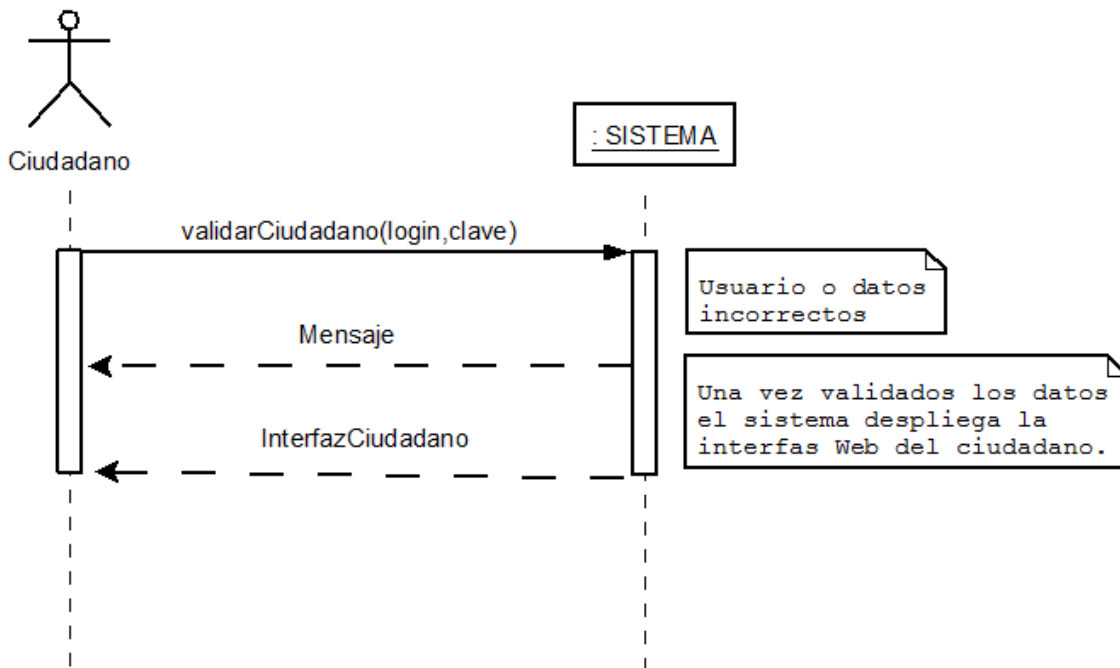 Ciudadano
: SISTEMA
validarCiudadano(login,clave)
Usuario o datos
incorrectos
Mensaje
Una vez validados los datos
el sistema despliega la
interfas Web del ciudadano.
InterfazCiudadano